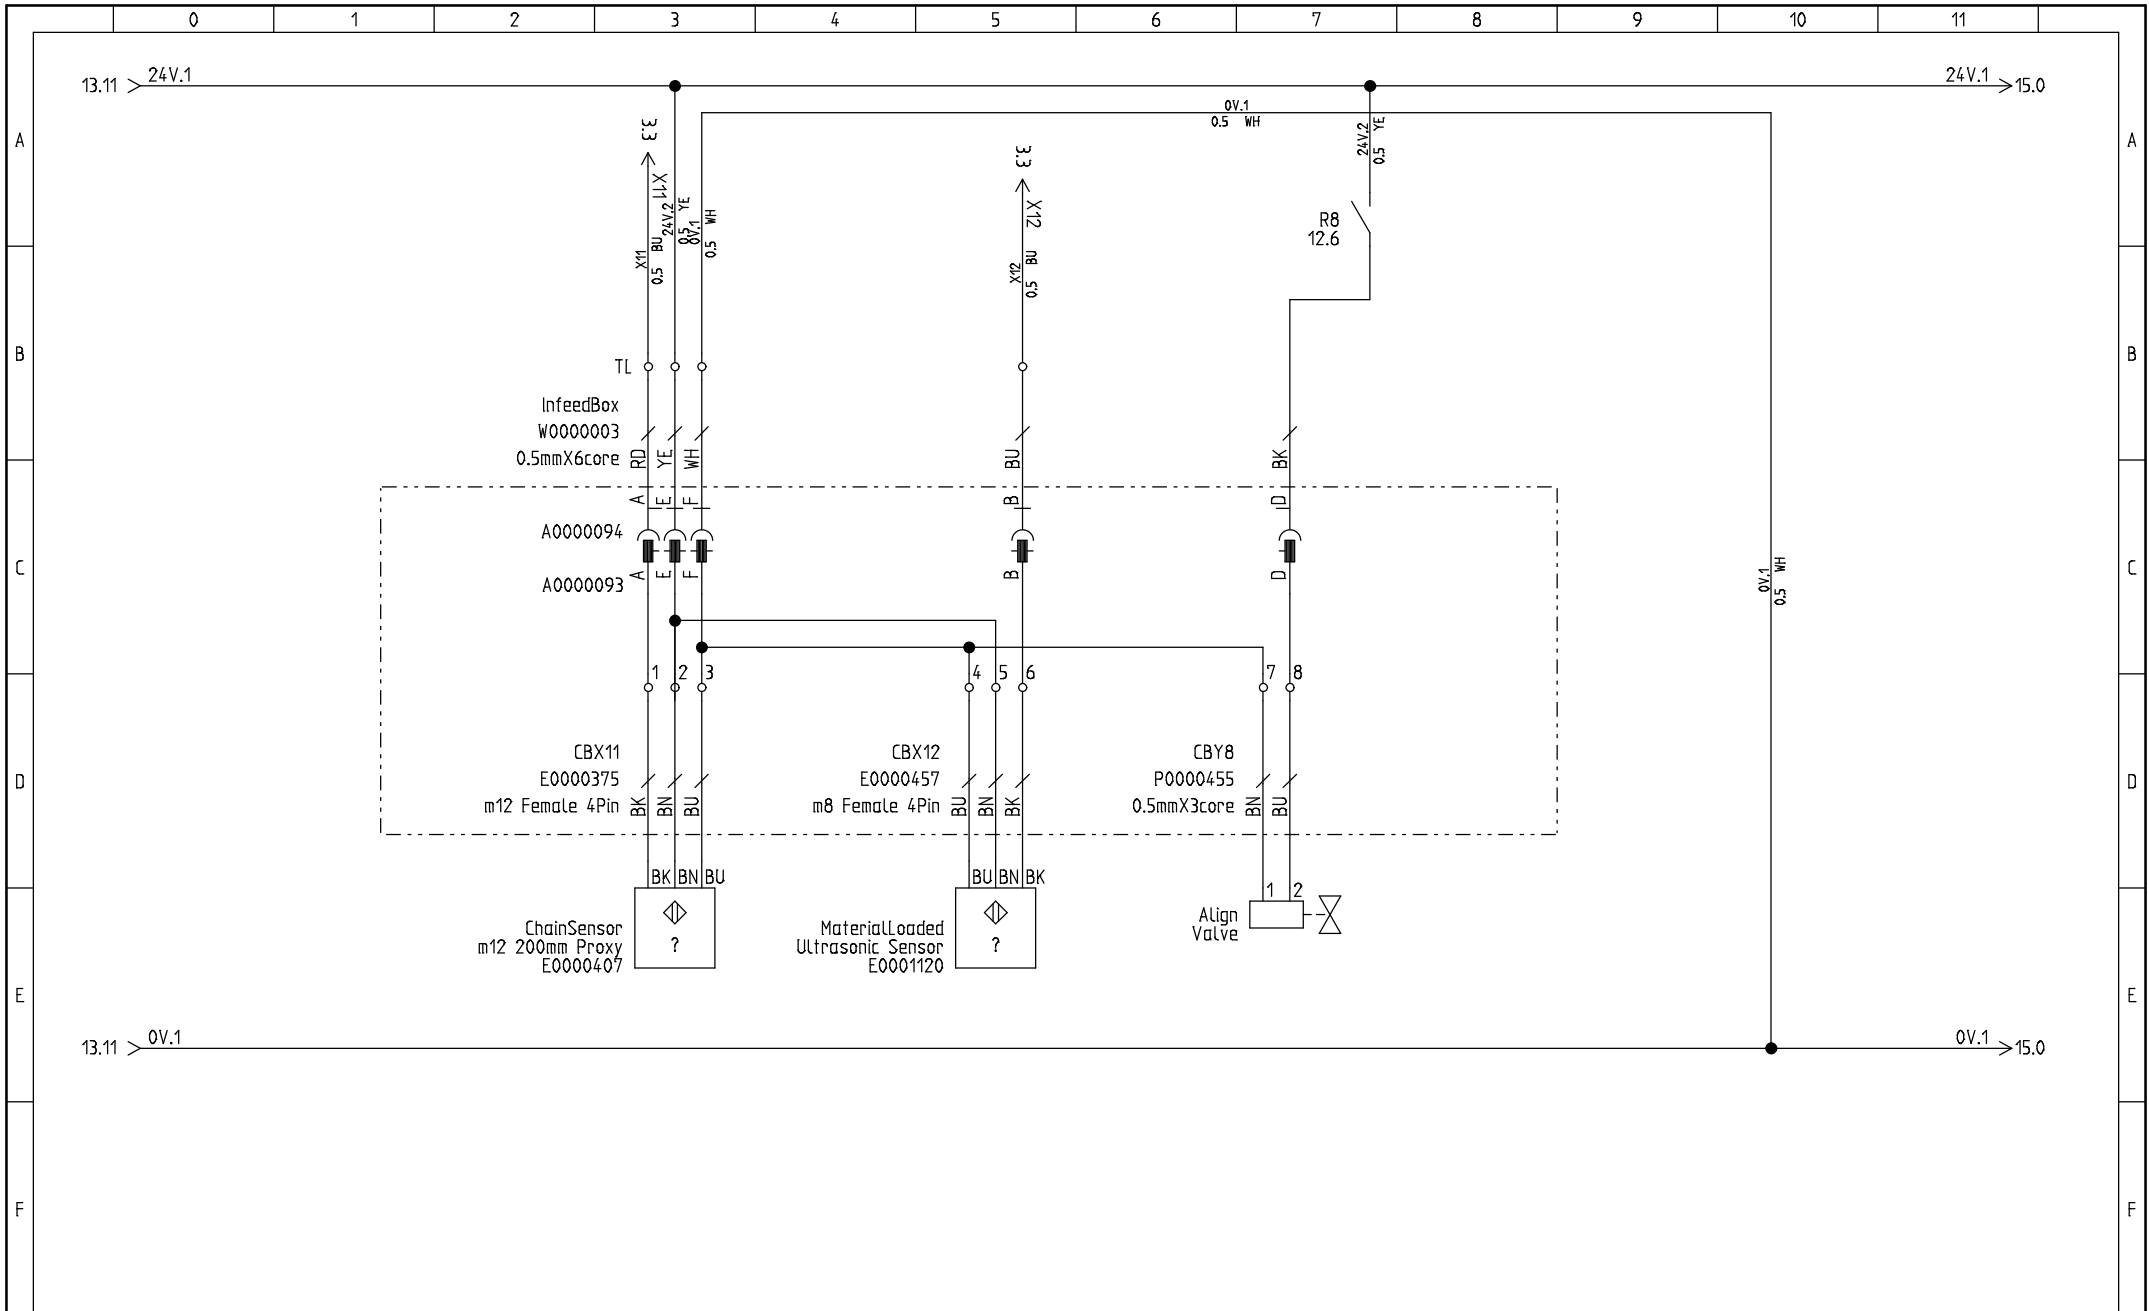 0 1 2 3 4 5 6 7 8 9 10 11
13.11 24V.1 24V.1 15.0
0V.1
0.5 WH
A A
3.3 3.3
X11 X12
24V.2
0.5 YE
24V.2
0.5 YE
0V.1
0.5 WH
R8
12.6
X11
0.5 BU
X12
0.5 BU
B B
TL
InfeedBox
W0000003
0.5mmX6core RD YE WH BU BK
A E F B D
A0000094
C C
A E F B D
A0000093
0V.1
0.5 WH
1 2 3 4 5 6 7 8
CBX11 CBX12 CBY8
D D
E0000375 E0000457 P0000455
m12 Female 4Pin BK BN BU m8 Female 4Pin BU BN BK 0.5mmX3core BN BU
BK BN BU BU BN BK 1 2
ChainSensor
m12 200mm Proxy ?
E0000407
MaterialLoaded
Ultrasonic Sensor ?
E0001120
Align
Valve
E E
13.11 0V.1 0V.1 15.0
F F